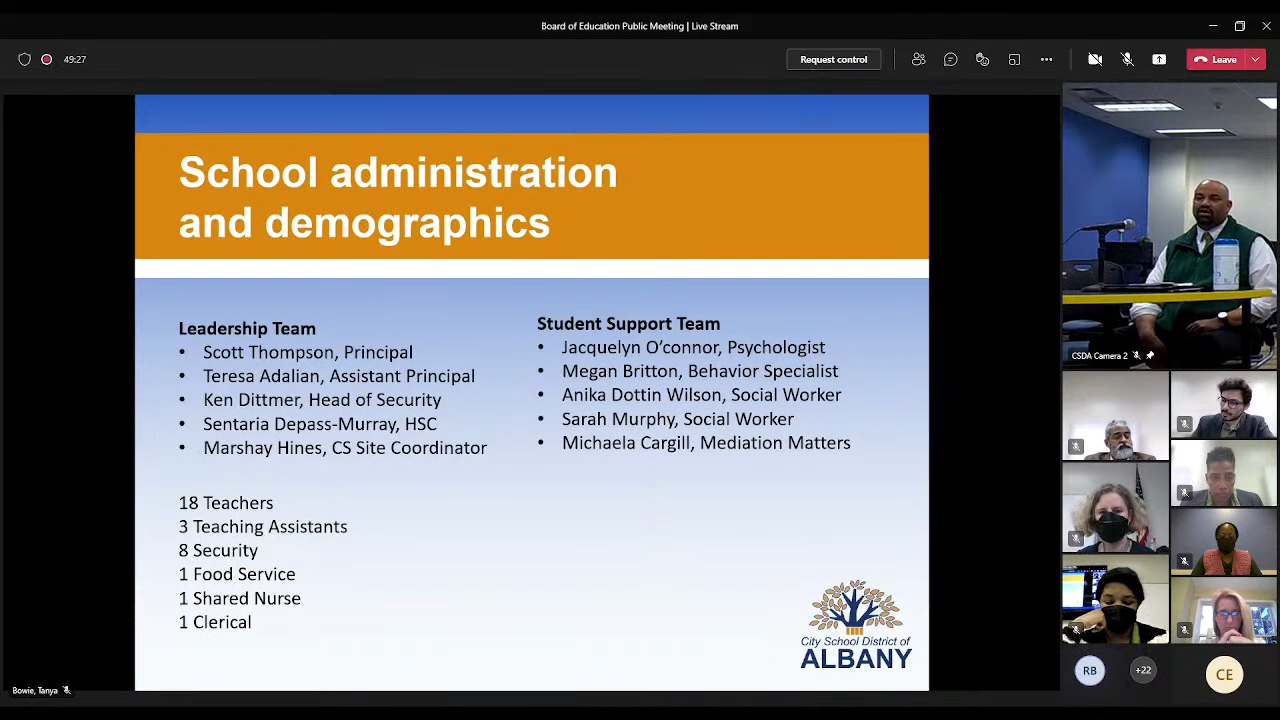 Board of Education Public Meeting | Live Stream
49:27
Request control
Leave
School administration
and demographics
Leadership Team
• Scott Thompson, Principal
• Teresa Adalian, Assistant Principal
• Ken Dittmer, Head of Security
• Sentaria Depass-Murray, HSC
• Marshay Hines, CS Site Coordinator
18 Teachers
3 Teaching Assistants
8 Security
1 Food Service
1 Shared Nurse
1 Clerical
Student Support Team
• Jacquelyn O’connor, Psychologist
• Megan Britton, Behavior Specialist
• Anika Dottin Wilson, Social Worker
• Sarah Murphy, Social Worker
• Michaela Cargill, Mediation Matters
City School District of
ALBANY
CSDA Camera 2
RB
+22
CE
Bowie, Tanya